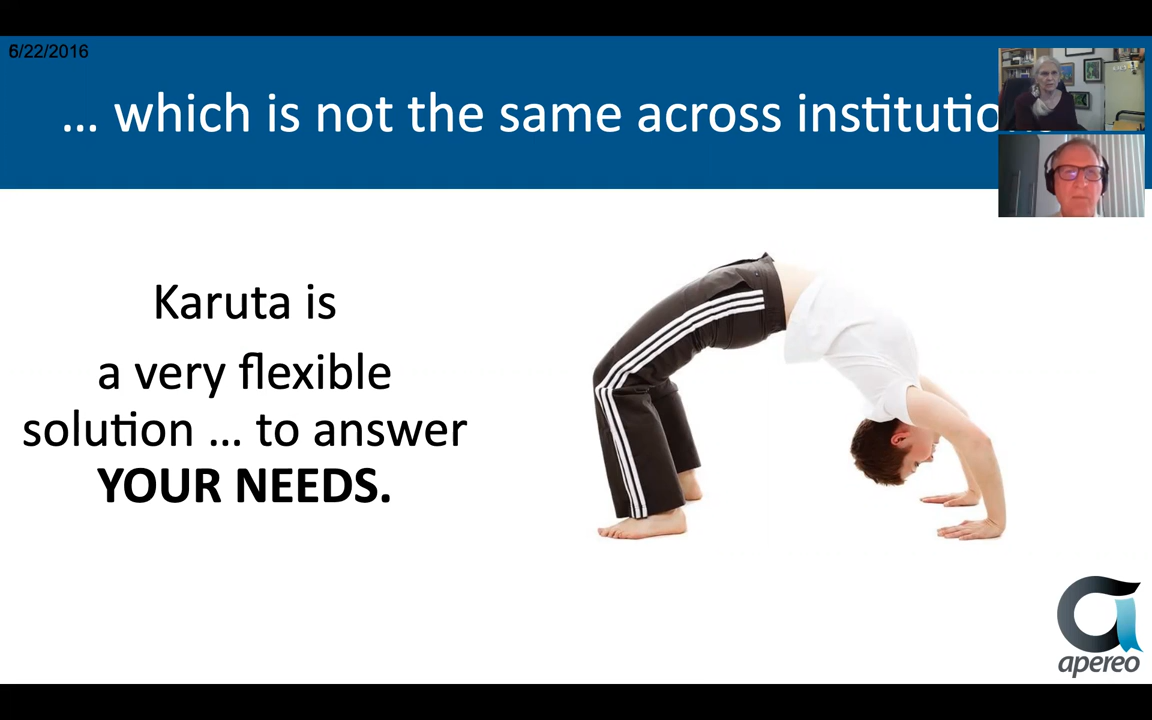 6/22/2016
... which is not the same across institution
Karuta is
a very flexible
solution ... to answer
YOUR NEEDS.
apereo